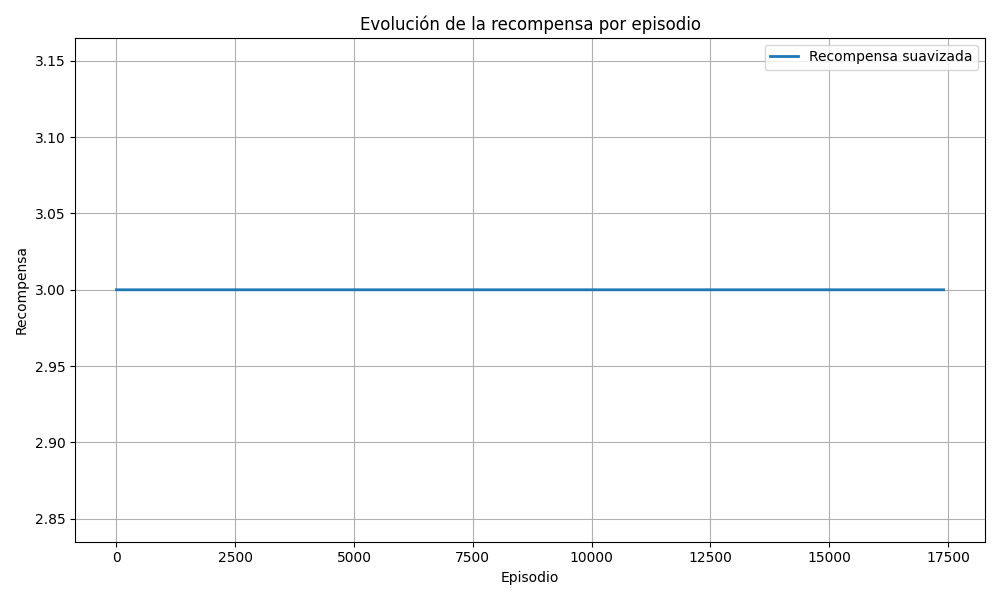 Evolución de la recompensa por episodio
Recompensa suavizada
3.15
3.10
3.05
3.00
2.95
2.90
2.85
Recompensa
0 2500 5000 7500 10000 12500 15000 17500
Episodio